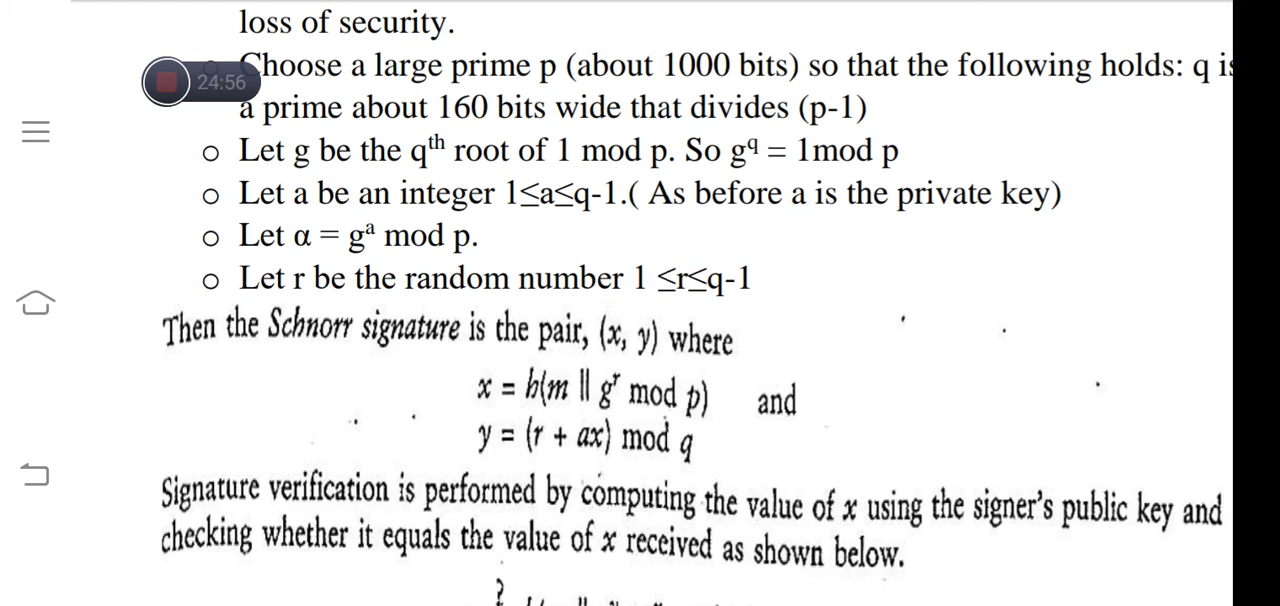 loss of security.
Choose a large prime p (about 1000 bits) so that the following holds: q is
24:56
a prime about 160 bits wide that divides (p-1)
o Let g be the qth root of 1 mod p. So gq = 1mod p
o Let a be an integer 1≤a≤q-1.( As before a is the private key)
o Let α = ga mod p.
o Let r be the random number 1 ≤r≤q-1
Then the Schnorr signature is the pair, (x, y) where
x = h(m || gr mod p) and
y = (r + ax) mod q
Signature verification is performed by computing the value of x using the signer's public key and
checking whether it equals the value of x received as shown below.